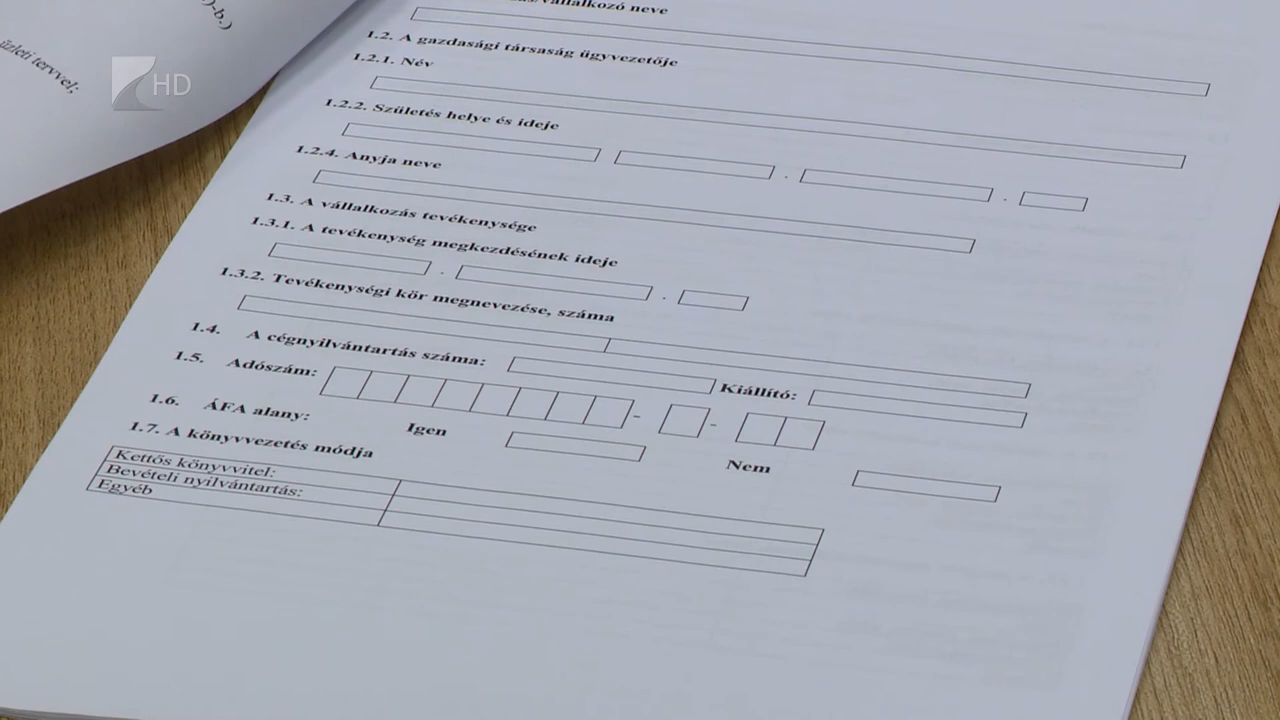 )-b.)
üzleti tervvel;
HD
vállalkozó neve
1.2. A gazdasági társaság ügyvezetője
1.2.1. Név
1.2.2. Születés helye és ideje
1.2.4. Anyja neve
1.3. A vállalkozás tevékenysége
1.3.1. A tevékenység megkezdésének ideje
1.3.2. Tevékenységi kör megnevezése, száma
1.4. A cégnyilvántartás száma: Kiállító:
1.5. Adószám: - -
1.6. ÁFA alany: Igen Nem
1.7. A könyvvezetés módja
Kettős könyvvitel:
Bevételi nyilvántartás:
Egyéb